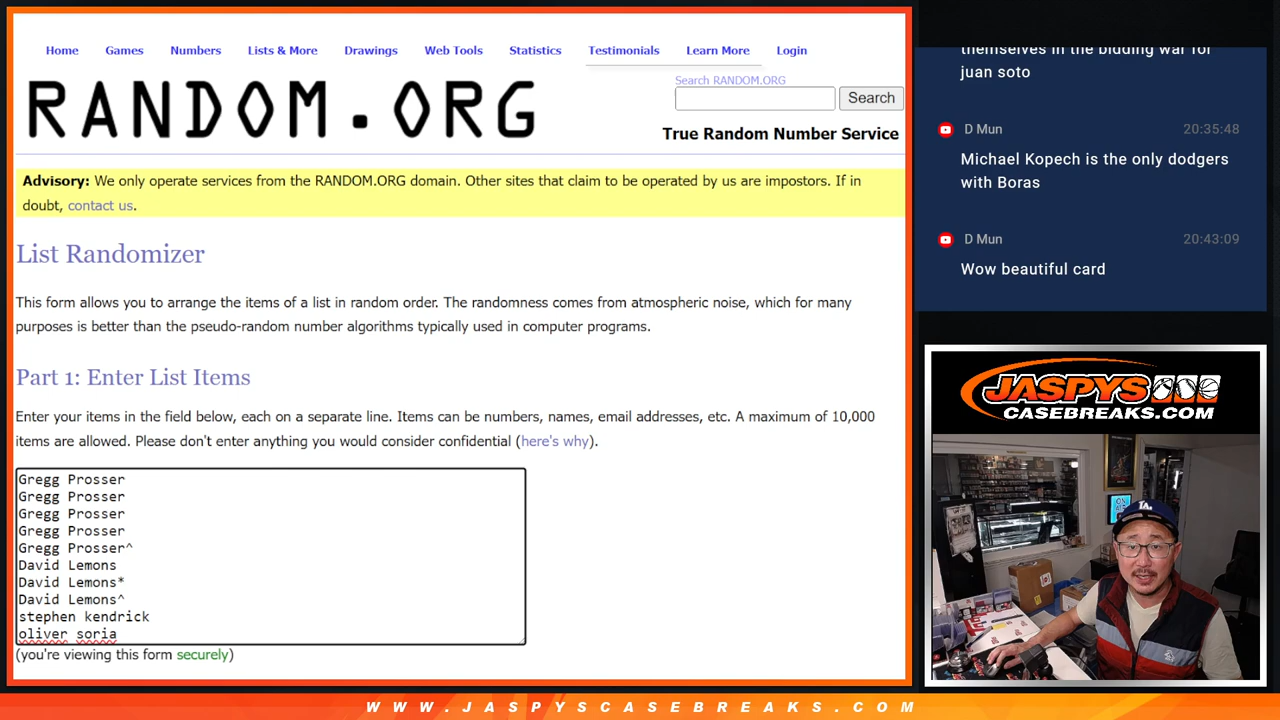 Home Games Numbers Lists & More Drawings Web Tools Statistics Testimonials Learn More Login
RANDOM.ORG
Search RANDOM.ORG
Search
True Random Number Service
Advisory: We only operate services from the RANDOM.ORG domain. Other sites that claim to be operated by us are impostors. If in
doubt, contact us.
List Randomizer
This form allows you to arrange the items of a list in random order. The randomness comes from atmospheric noise, which for many
purposes is better than the pseudo-random number algorithms typically used in computer programs.
Part 1: Enter List Items
Enter your items in the field below, each on a separate line. Items can be numbers, names, email addresses, etc. A maximum of 10,000
items are allowed. Please don't enter anything you would consider confidential (here's why).
Gregg Prosser
Gregg Prosser
Gregg Prosser
Gregg Prosser
Gregg Prosser^
David Lemons
David Lemons*
David Lemons^
stephen kendrick
oliver soria
(you're viewing this form securely)
themselves in the bidding war for
juan soto
D Mun 20:35:48
Michael Kopech is the only dodgers
with Boras
D Mun 20:43:09
Wow beautiful card
JASPYS
CASEBREAKS.COM
WWW.JASPYSCASEBREAKS.COM